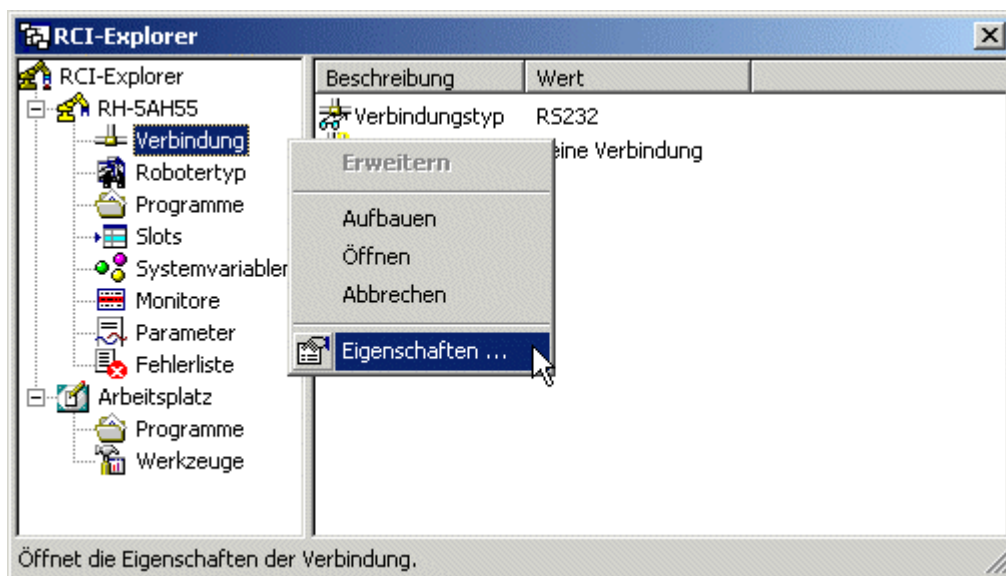 RCI-Explorer
RCI-Explorer
RH-5AH55
Verbindung
Robotertyp
Programme
Slots
Systemvariablen
Monitore
Parameter
Fehlerliste
Arbeitsplatz
Programme
Werkzeuge
Beschreibung Wert
Verbindungstyp RS232
eine Verbindung
Erweitern
Aufbauen
Öffnen
Abbrechen
Eigenschaften ...
Öffnet die Eigenschaften der Verbindung.